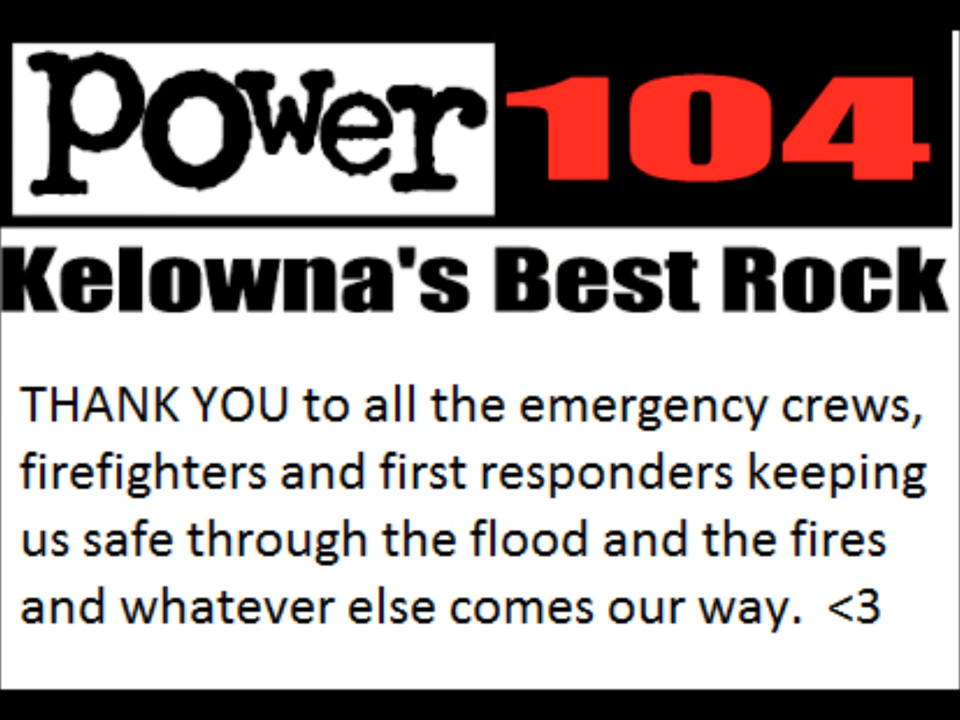 power 104
Kelowna's Best Rock
THANK YOU to all the emergency crews,
firefighters and first responders keeping
us safe through the flood and the fires
and whatever else comes our way.  <3